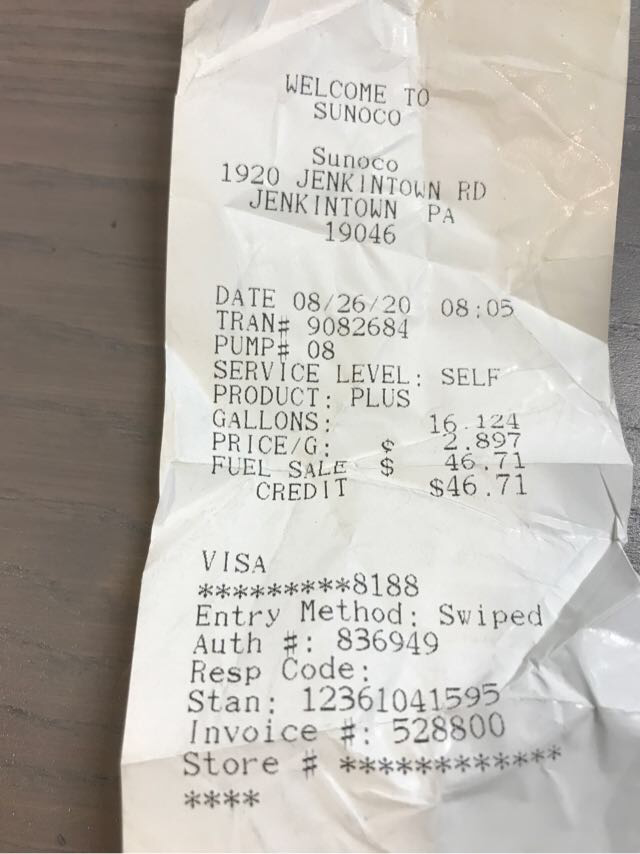 WELCOME TO
SUNOCO
Sunoco
1920 JENKINTOWN RD
JENKINTOWN PA
19046
DATE 08/26/20 08:05
TRAN# 9082684
PUMP# 08
SERVICE LEVEL: SELF
PRODUCT: PLUS
GALLONS: 16.124
PRICE/G: $ 2.897
FUEL SALE $ 46.71
CREDIT $46.71
VISA
*********8188
Entry Method: Swiped
Auth #: 836949
Resp Code:
Stan: 12361041595
Invoice #: 528800
Store # ************
****